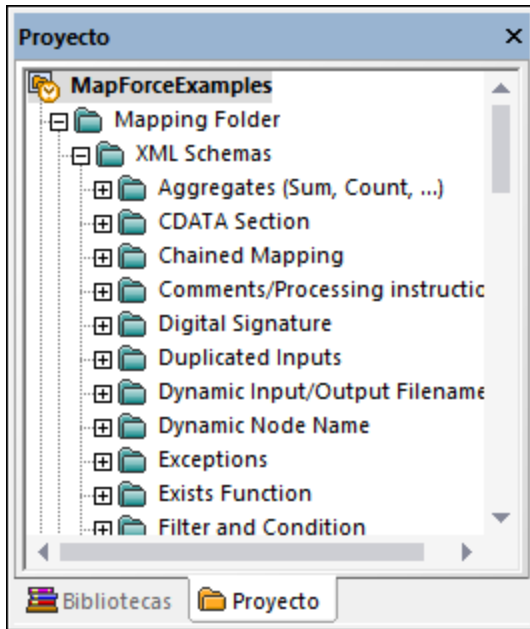 Proyecto
MapForceExamples
Mapping Folder
XML Schemas
Aggregates (Sum, Count, ...)
CDATA Section
Chained Mapping
Comments/Processing instructic
Digital Signature
Duplicated Inputs
Dynamic Input/Output Filename
Dynamic Node Name
Exceptions
Exists Function
Filter and Condition
Bibliotecas Proyecto